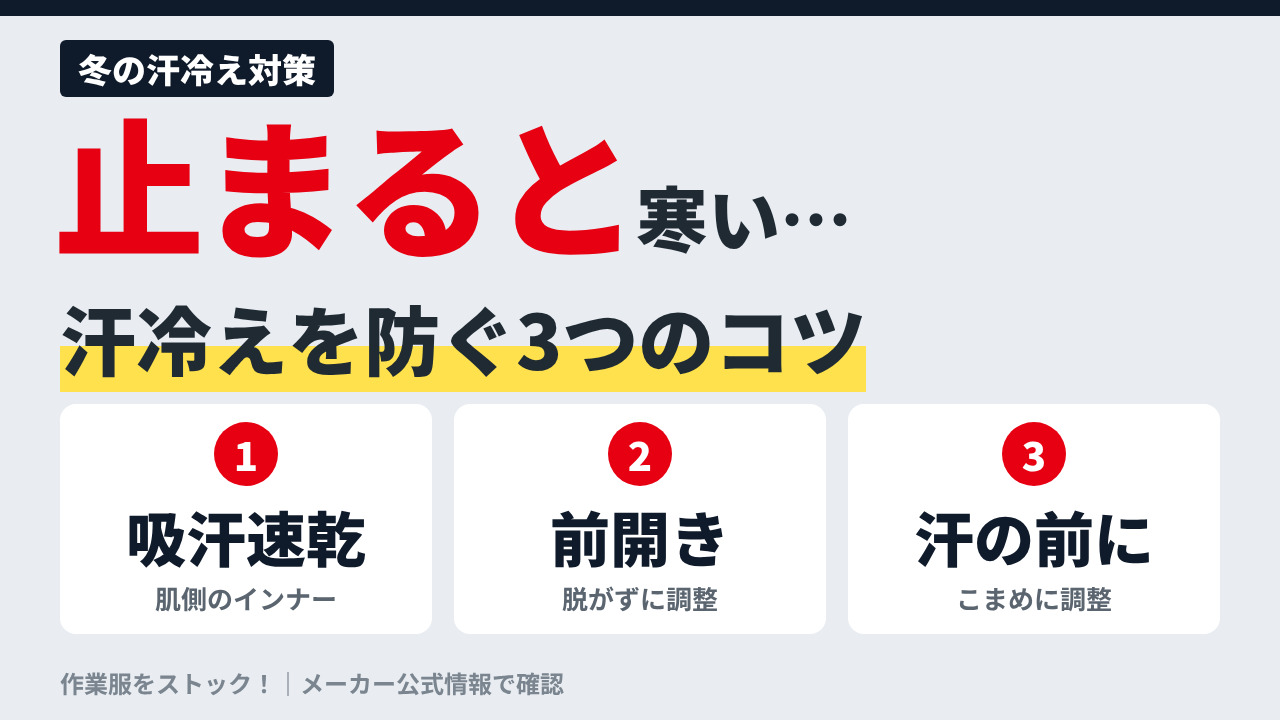 冬の汗冷え対策
止まると寒い…
汗冷えを防ぐ3つのコツ
1
吸汗速乾
肌側のインナー
2
前開き
脱がずに調整
3
汗の前に
こまめに調整
作業服をストック！｜メーカー公式情報で確認